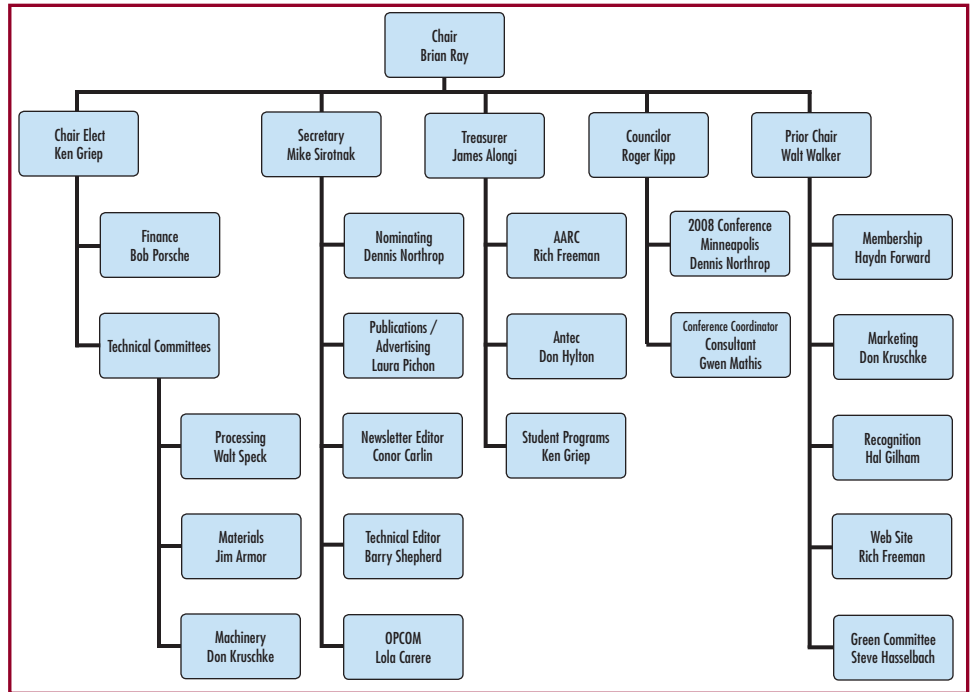 Chair
Brian Ray
Chair Elect
Ken Griep
Secretary
Mike Sirotnak
Treasurer
James Alongi
Councilor
Roger Kipp
Prior Chair
Walt Walker
Finance
Bob Porsche
Technical Committees
Processing
Walt Speck
Materials
Jim Armor
Machinery
Don Kruschke
Nominating
Dennis Northrop
Publications /
Advertising
Laura Pichon
Newsletter Editor
Conor Carlin
Technical Editor
Barry Shepherd
OPCOM
Lola Carere
AARC
Rich Freeman
Antec
Don Hylton
Student Programs
Ken Griep
2008 Conference
Minneapolis
Dennis Northrop
Conference Coordinator
Consultant
Gwen Mathis
Membership
Haydn Forward
Marketing
Don Kruschke
Recognition
Hal Gilham
Web Site
Rich Freeman
Green Committee
Steve Hasselbach